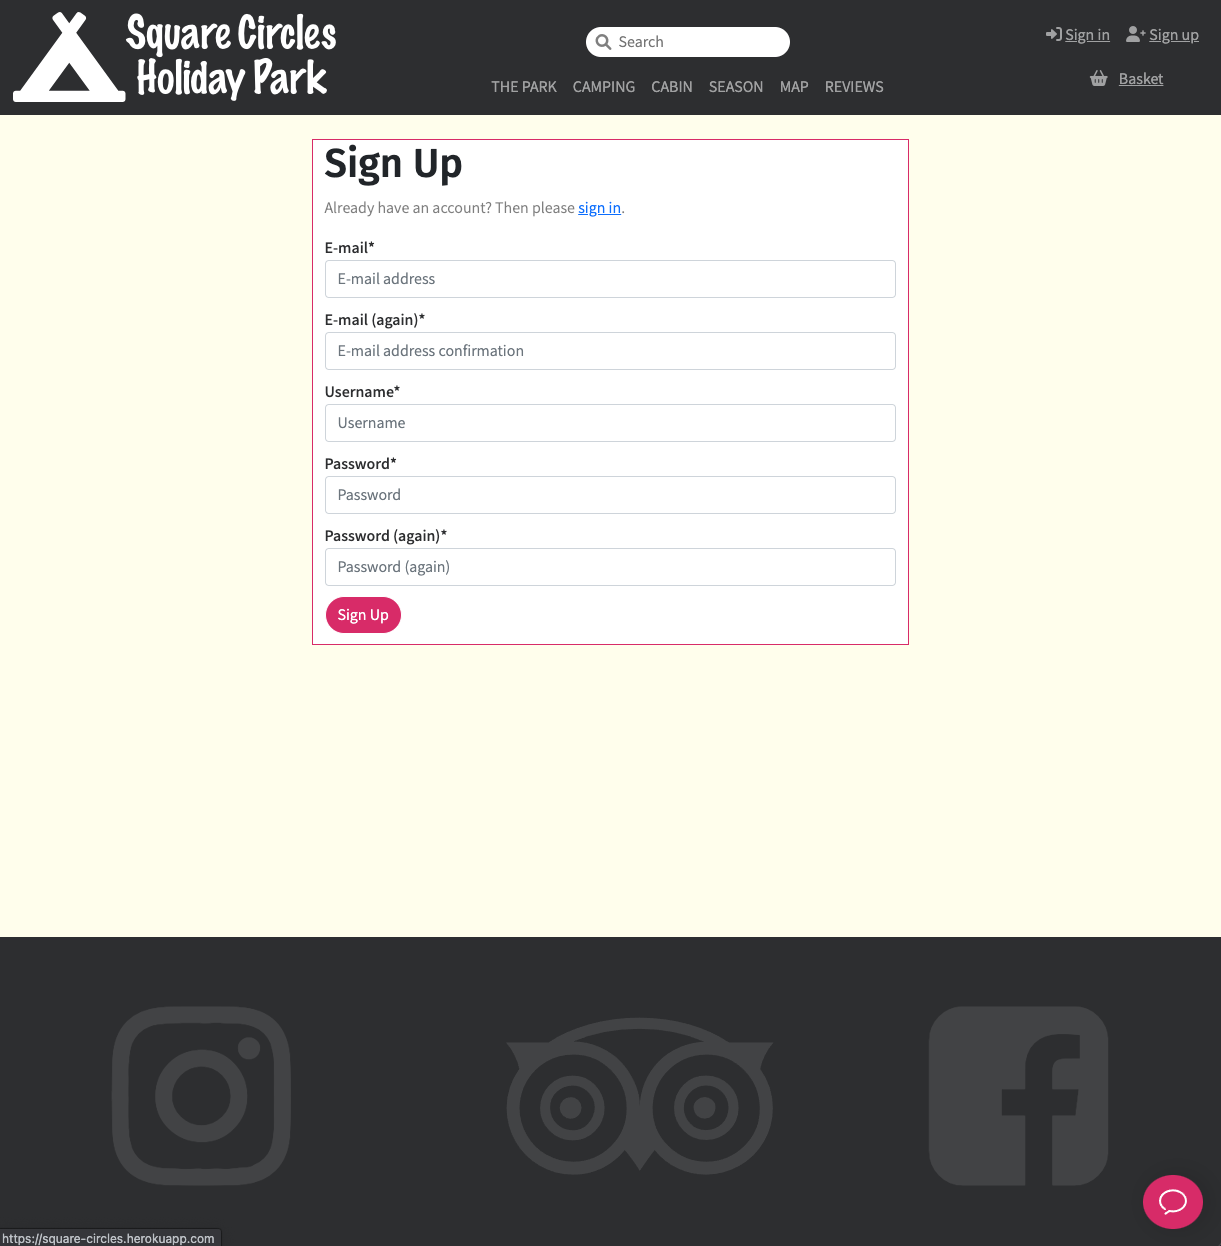 Square Circles
Holiday Park
Search
Sign in
Sign up
Basket
THE PARK
CAMPING
CABIN
SEASON
MAP
REVIEWS
Sign Up
Already have an account? Then please sign in.
E-mail*
E-mail address
E-mail (again)*
E-mail address confirmation
Username*
Username
Password*
Password
Password (again)*
Password (again)
Sign Up
https://square-circles.herokuapp.com